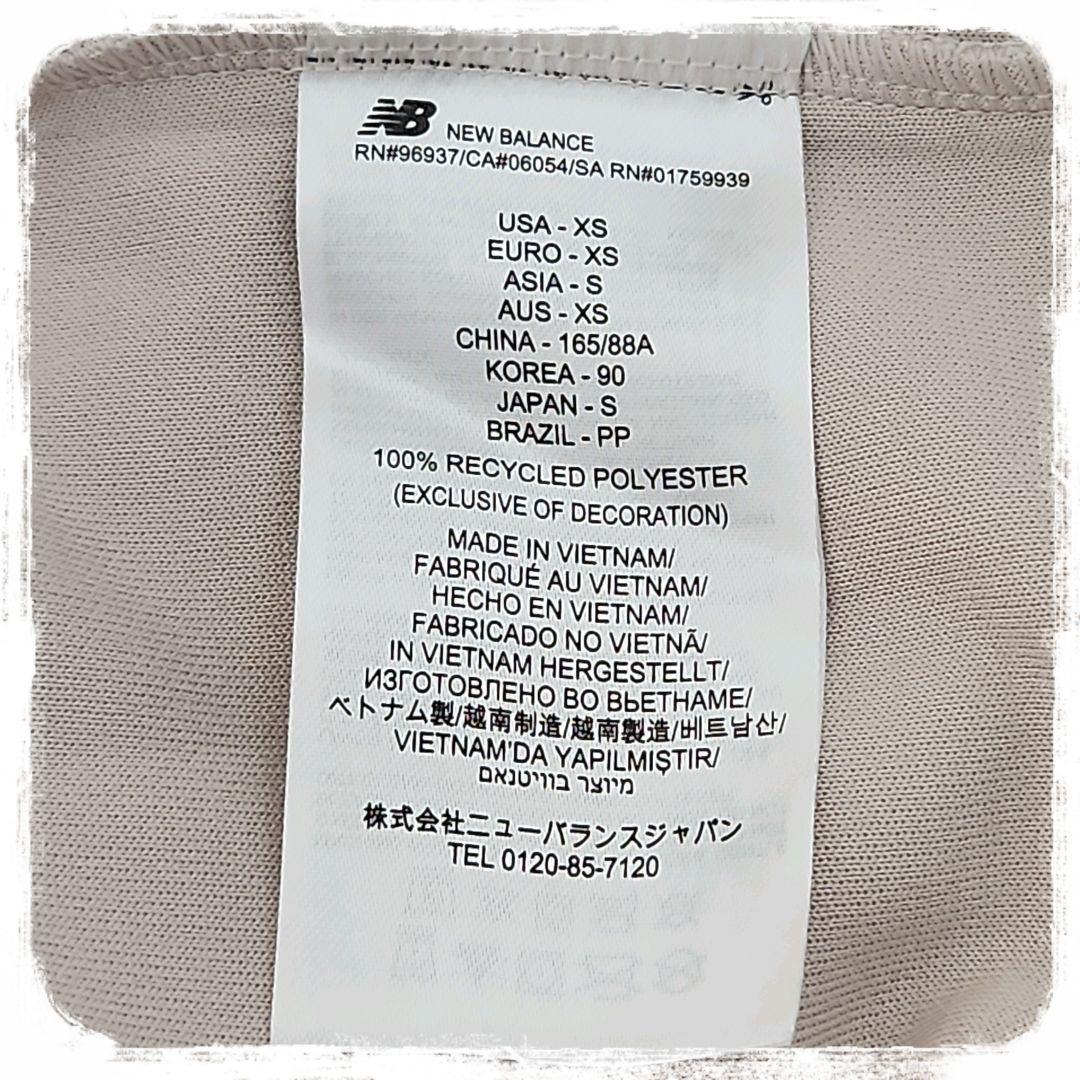 NB NEW BALANCE
RN#96937/CA#06054/SA RN#01759939
USA - XS
EURO - XS
ASIA - S
AUS - XS
CHINA - 165/88A
KOREA - 90
JAPAN - S
BRAZIL - PP
100% RECYCLED POLYESTER
(EXCLUSIVE OF DECORATION)
MADE IN VIETNAM/
FABRIQUÉ AU VIETNAM/
HECHO EN VIETNAM/
FABRICADO NO VIETNÃ/
IN VIETNAM HERGESTELLT/
ИЗГОТОВЛЕНО ВО ВЬЕТНАМЕ/
ベトナム製/越南制造/越南製造/베트남산/
VIETNAM'DA YAPILMIŞTIR/
מיוצר בוויטנאם
株式会社ニューバランスジャパン
TEL 0120-85-7120